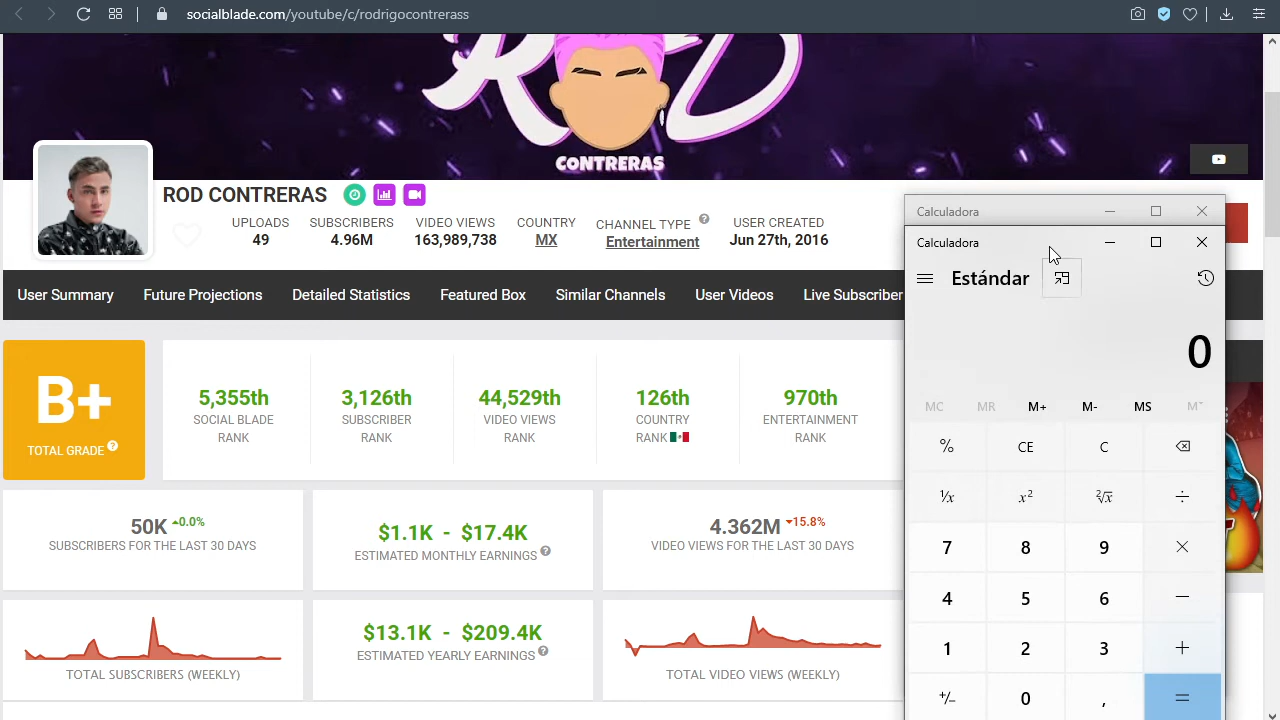 socialblade.com/youtube/c/rodrigocontrerass
ROD
CONTRERAS
ROD CONTRERAS
UPLOADS SUBSCRIBERS VIDEO VIEWS COUNTRY CHANNEL TYPE ? USER CREATED
49 4.96M 163,989,738 MX Entertainment Jun 27th, 2016
User Summary Future Projections Detailed Statistics Featured Box Similar Channels User Videos Live Subscriber
B+
TOTAL GRADE ?
5,355th 3,126th 44,529th 126th 970th
SOCIAL BLADE SUBSCRIBER VIDEO VIEWS COUNTRY ENTERTAINMENT
RANK RANK RANK RANK RANK
50K 0.0%
SUBSCRIBERS FOR THE LAST 30 DAYS
$1.1K - $17.4K
ESTIMATED MONTHLY EARNINGS ?
4.362M 15.8%
VIDEO VIEWS FOR THE LAST 30 DAYS
TOTAL SUBSCRIBERS (WEEKLY)
$13.1K - $209.4K
ESTIMATED YEARLY EARNINGS ?
TOTAL VIDEO VIEWS (WEEKLY)
Calculadora
Calculadora
Estándar
0
MC MR M+ M- MS M˅
% CE C ⌫
¹/x x² ²√x ÷
7 8 9 ×
4 5 6 −
1 2 3 +
+/− 0 , =